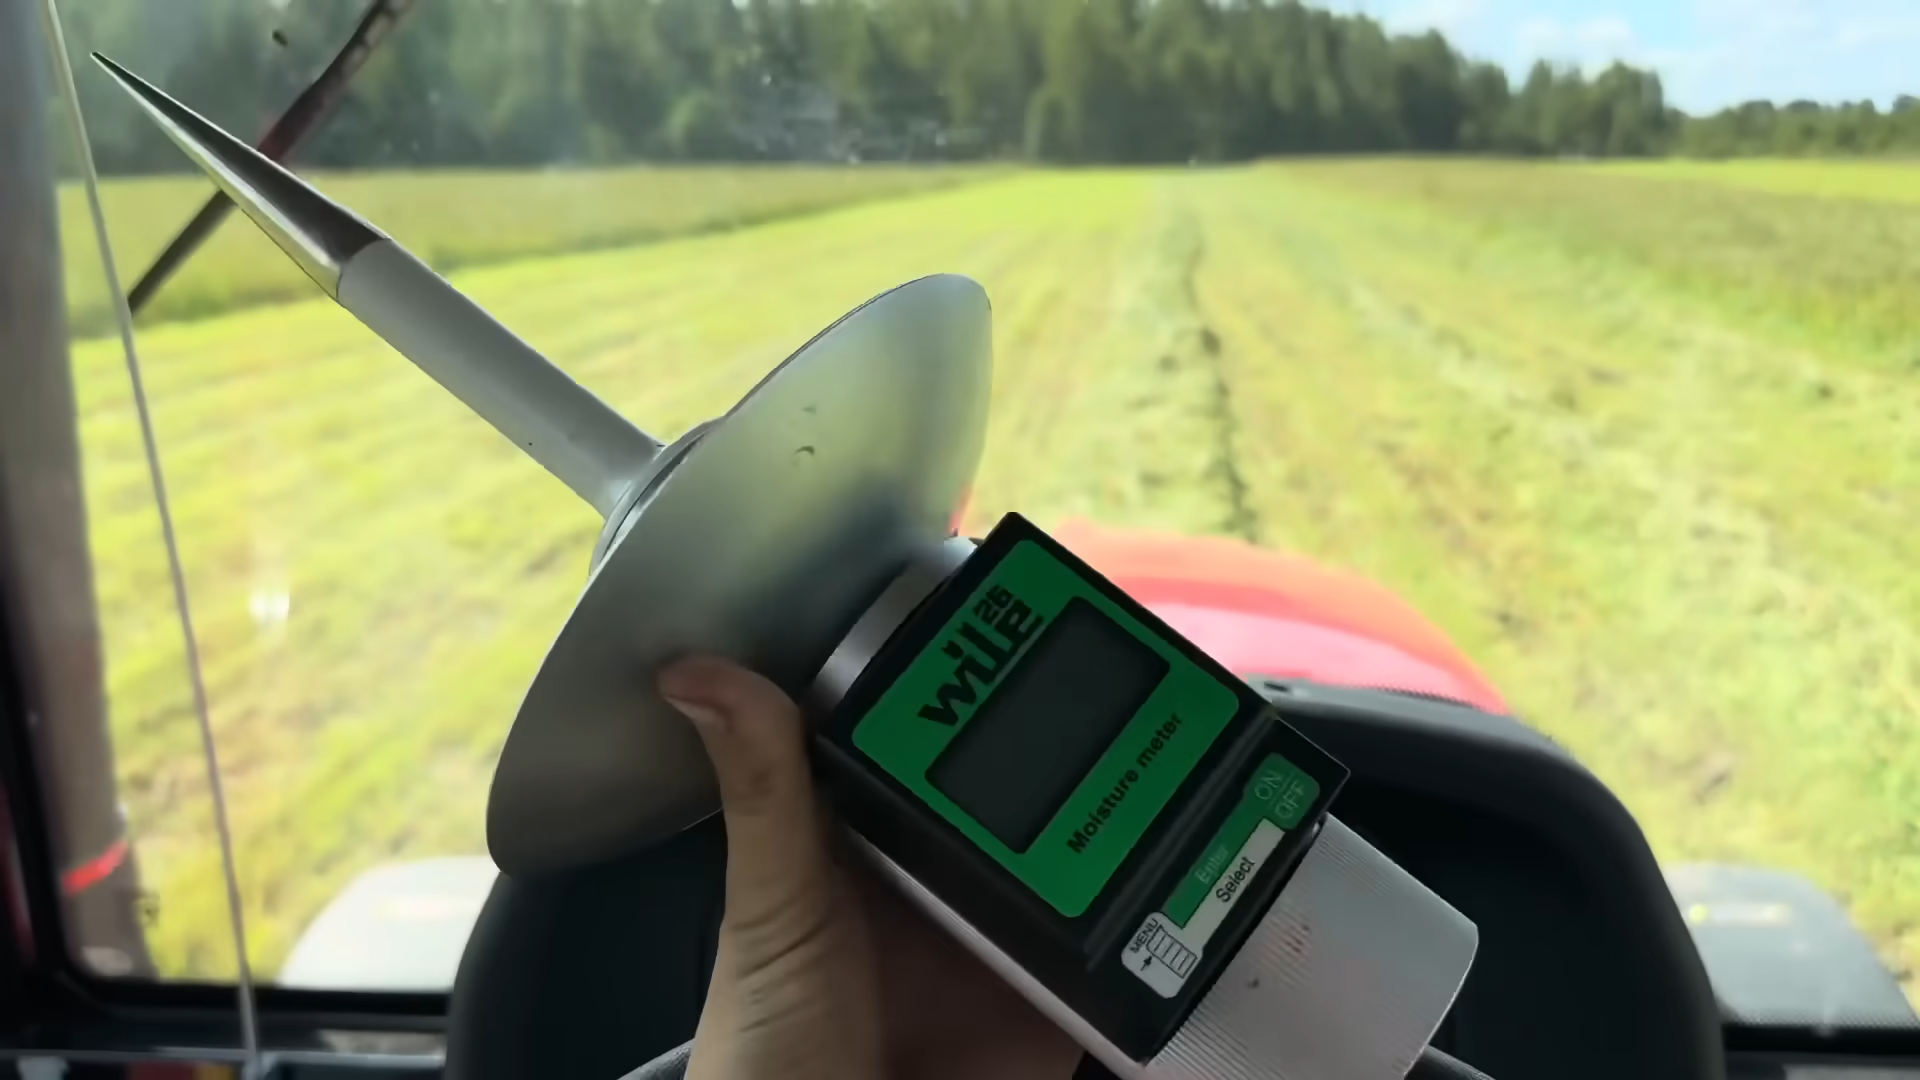 wile 26
Moisture meter
ON
OFF
Enter
Select
MENU